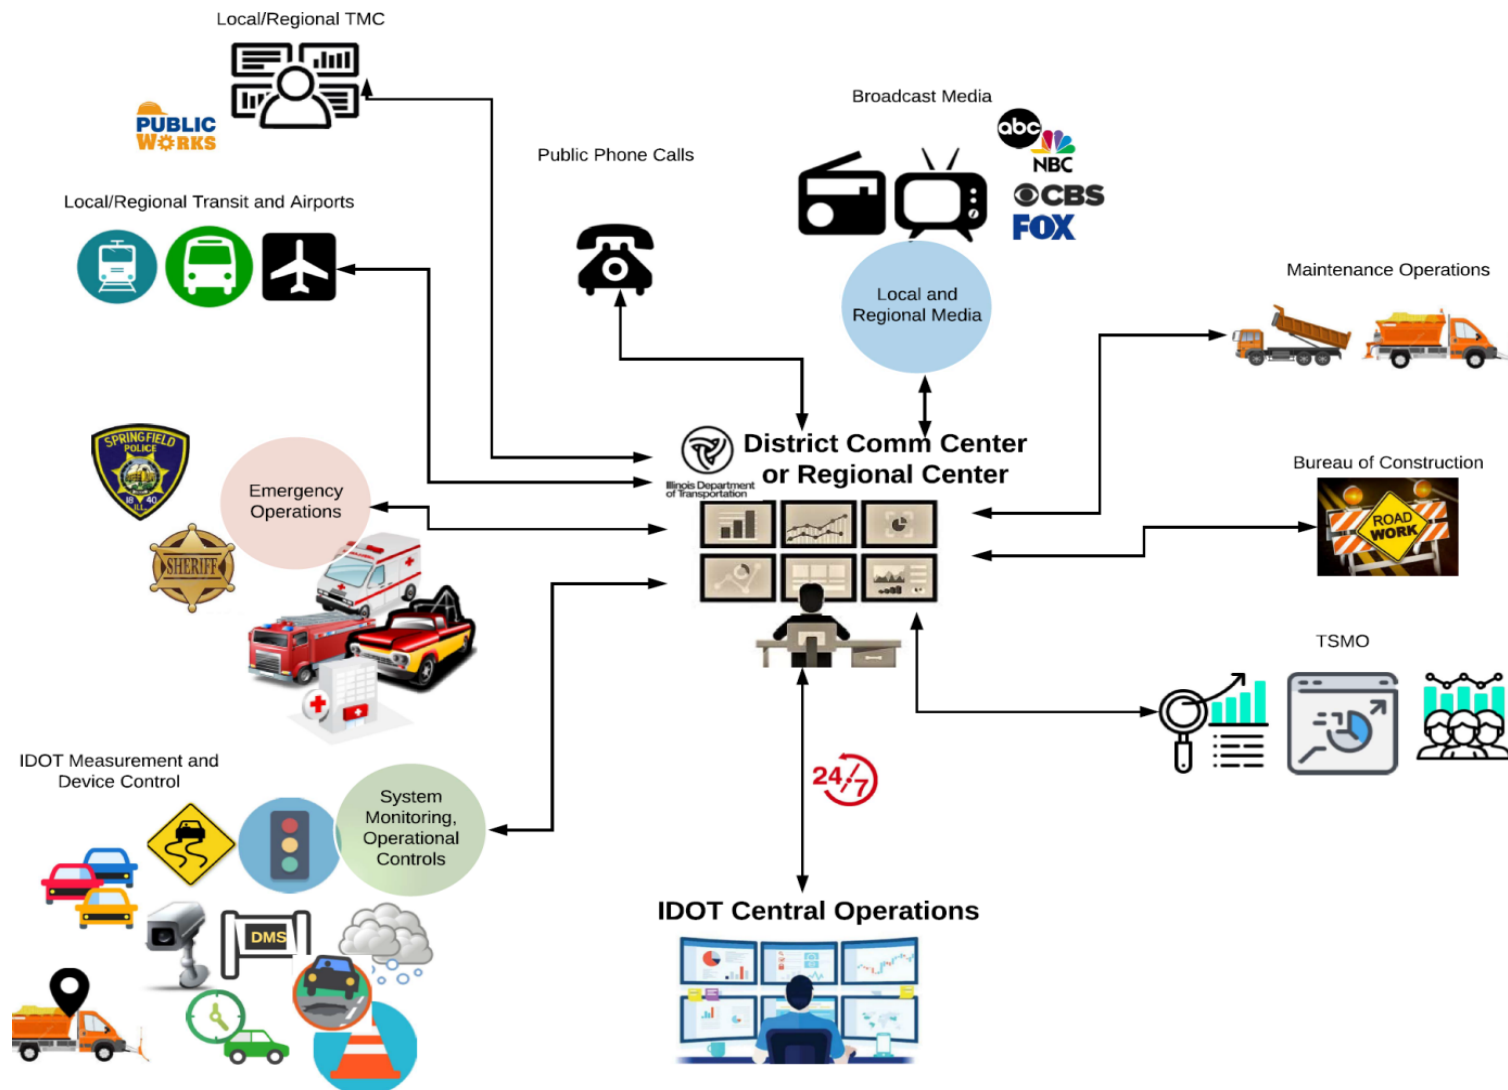 Local/Regional TMC
PUBLIC
WORKS
Local/Regional Transit and Airports
Public Phone Calls
Broadcast Media
abc
NBC
CBS
FOX
Local and
Regional Media
Maintenance Operations
District Comm Center
or Regional Center
Illinois Department
of Transportation
SPRINGFIELD
POLICE
18 40
ILL.
Emergency
Operations
SHERIFF
Bureau of Construction
ROAD
WORK
TSMO
IDOT Measurement and
Device Control
System
Monitoring,
Operational
Controls
24/7
DMS
IDOT Central Operations